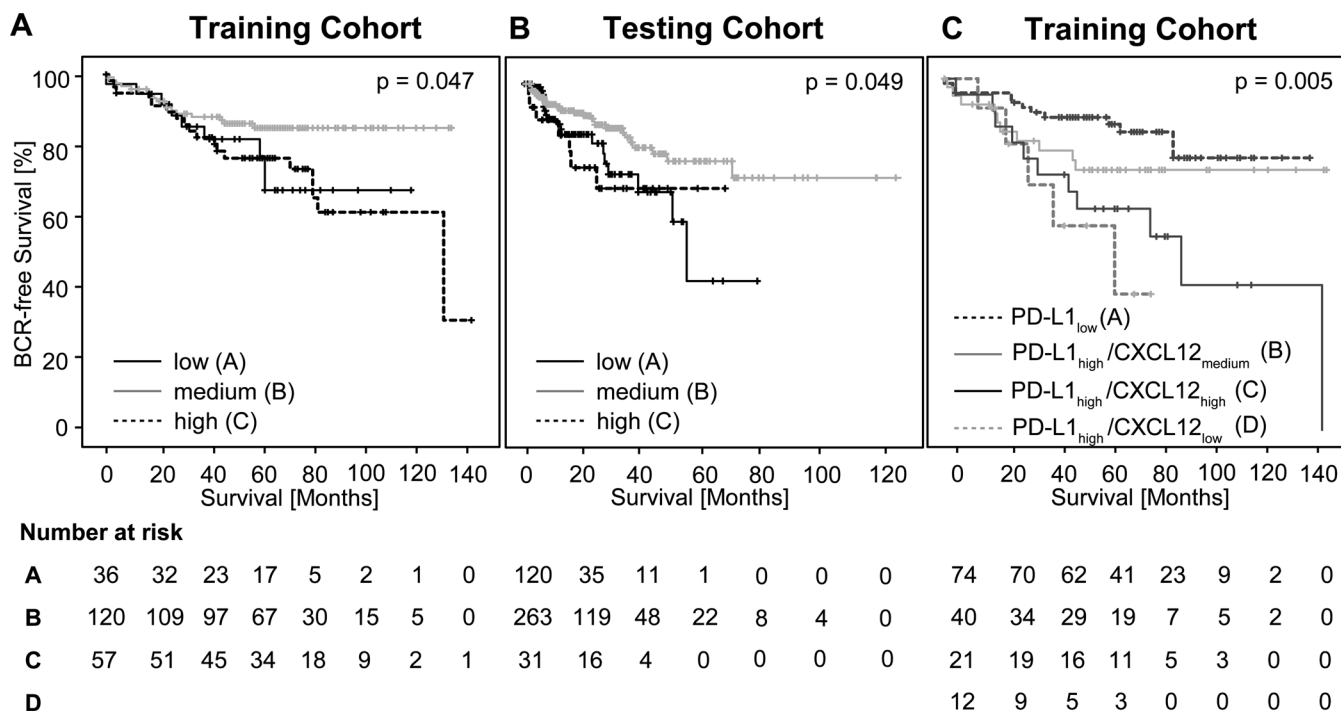 A Training Cohort
p = 0.047
BCR-free Survival [%]
100
80
60
40
20
0
low (A)
medium (B)
high (C)
0 20 40 60 80 100 120 140
Survival [Months]
B Testing Cohort
p = 0.049
low (A)
medium (B)
high (C)
0 20 40 60 80 100 120
Survival [Months]
C Training Cohort
p = 0.005
PD-L1low (A)
PD-L1high/CXCL12medium (B)
PD-L1high/CXCL12high (C)
PD-L1high/CXCL12low (D)
0 20 40 60 80 100 120 140
Survival [Months]
Number at risk
A 36 32 23 17 5 2 1 0 120 35 11 1 0 0 0 74 70 62 41 23 9 2 0
B 120 109 97 67 30 15 5 0 263 119 48 22 8 4 0 40 34 29 19 7 5 2 0
C 57 51 45 34 18 9 2 1 31 16 4 0 0 0 0 21 19 16 11 5 3 0 0
D 12 9 5 3 0 0 0 0